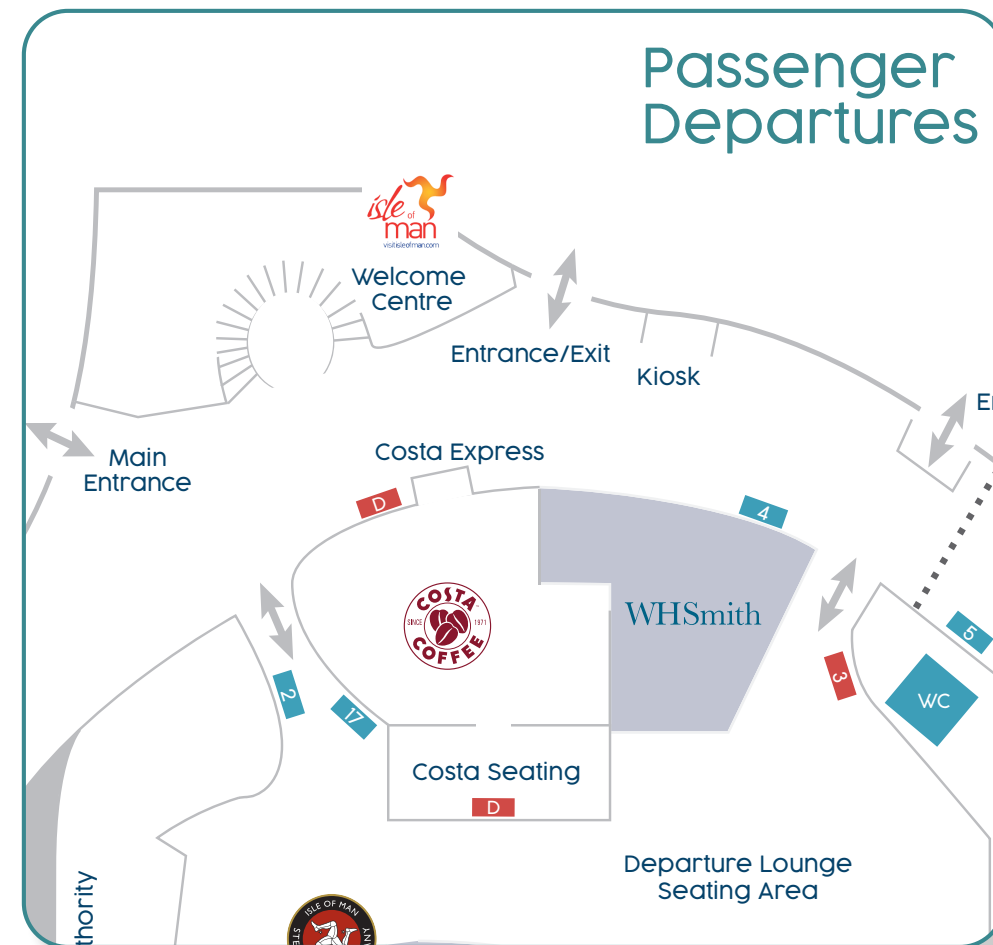 Passenger
Departures
isle of
man
visitisleofman.com
Welcome
Centre
Entrance/Exit
Kiosk
Main
Entrance
Costa Express
D
4
COSTA
SINCE 1971
COFFEE
WHSmith
5
2
17
3
WC
Costa Seating
D
Departure Lounge
Seating Area
thority
ISLE OF MAN